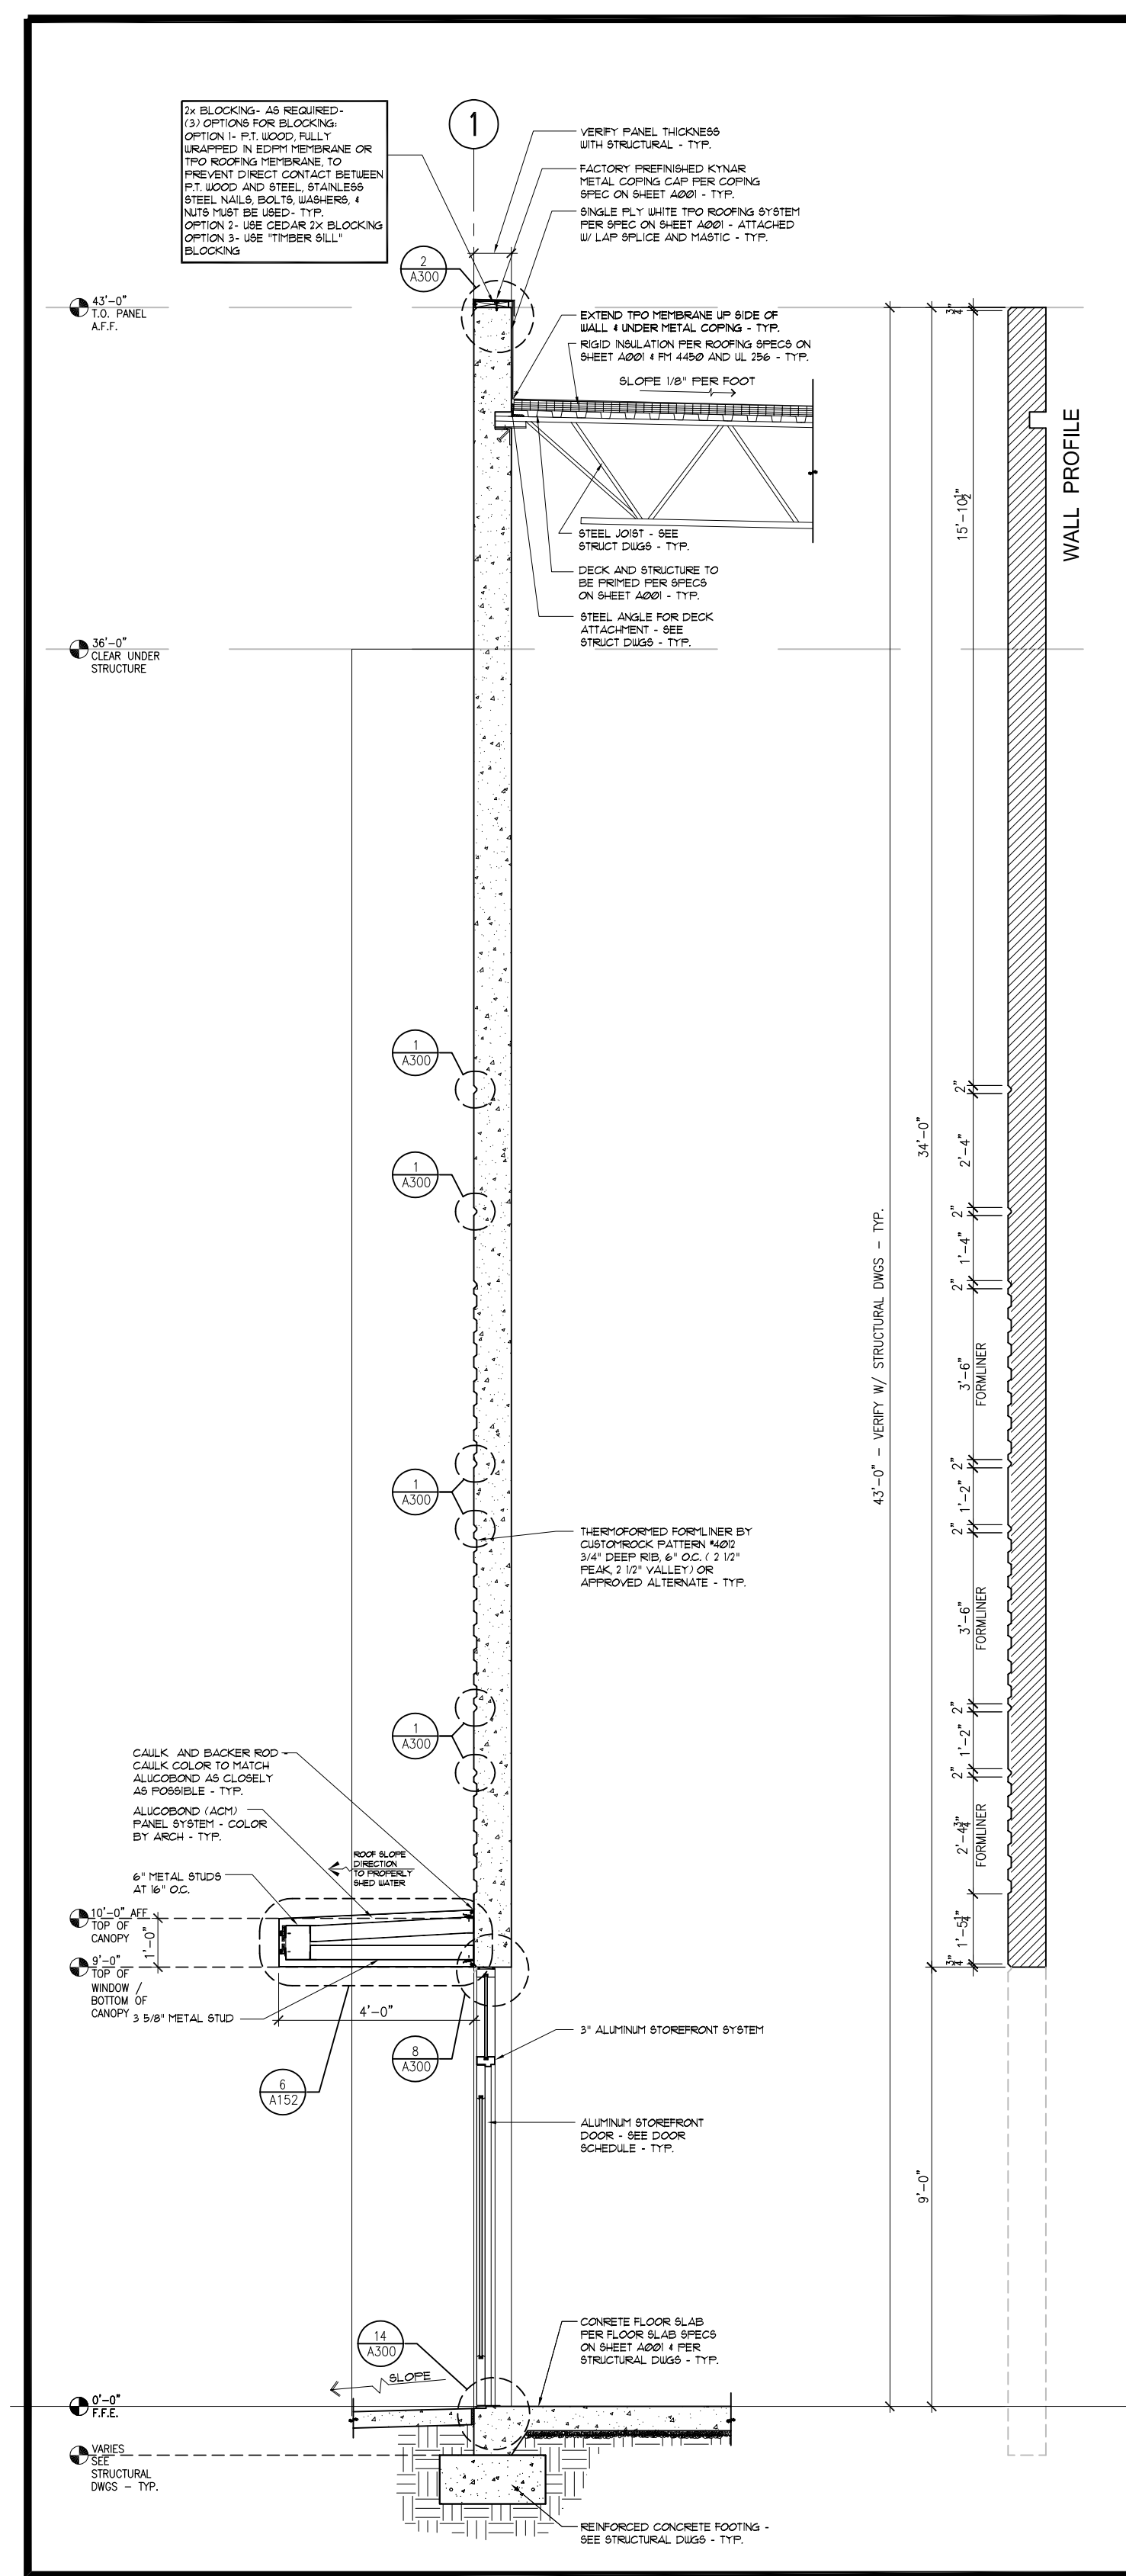 2x BLOCKING- AS REQUIRED-
(3) OPTIONS FOR BLOCKING:
OPTION 1- P.T. WOOD, FULLY
WRAPPED IN EDPM MEMBRANE OR
TPO ROOFING MEMBRANE, TO
PREVENT DIRECT CONTACT BETWEEN
P.T. WOOD AND STEEL, STAINLESS
STEEL NAILS, BOLTS, WASHERS, &
NUTS MUST BE USED- TYP.
OPTION 2- USE CEDAR 2X BLOCKING
OPTION 3- USE "TIMBER SILL"
BLOCKING
1
VERIFY PANEL THICKNESS
WITH STRUCTURAL - TYP.
FACTORY PREFINISHED KYNAR
METAL COPING CAP PER COPING
SPEC ON SHEET A001 - TYP.
SINGLE PLY WHITE TPO ROOFING SYSTEM
PER SPEC ON SHEET A001 - ATTACHED
W/ LAP SPLICE AND MASTIC - TYP.
2
A300
43'-0"
T.O. PANEL
A.F.F.
EXTEND TPO MEMBRANE UP SIDE OF
WALL & UNDER METAL COPING - TYP.
RIGID INSULATION PER ROOFING SPECS ON
SHEET A001 & FM 4450 AND UL 256 - TYP.
SLOPE 1/8" PER FOOT
STEEL JOIST - SEE
STRUCT DWGS - TYP.
DECK AND STRUCTURE TO
BE PRIMED PER SPECS
ON SHEET A001 - TYP.
STEEL ANGLE FOR DECK
ATTACHMENT - SEE
STRUCT DWGS - TYP.
36'-0"
CLEAR UNDER
STRUCTURE
1
A300
1
A300
1
A300
THERMOFORMED FORMLINER BY
CUSTOMROCK PATTERN #4012
3/4" DEEP RIB, 6" O.C. ( 2 1/2"
PEAK, 2 1/2" VALLEY) OR
APPROVED ALTERNATE - TYP.
1
A300
CAULK AND BACKER ROD -
CAULK COLOR TO MATCH
ALUCOBOND AS CLOSELY
AS POSSIBLE - TYP.
ALUCOBOND (ACM)
PANEL SYSTEM - COLOR
BY ARCH - TYP.
6" METAL STUDS
AT 16" O.C.
ROOF SLOPE
DIRECTION
TO PROPERLY
SHED WATER
10'-0" AFF
TOP OF
CANOPY
1'-0"
9'-0"
TOP OF
WINDOW /
BOTTOM OF
CANOPY
3 5/8" METAL STUD
4'-0"
8
A300
6
A152
3" ALUMINUM STOREFRONT SYSTEM
ALUMINUM STOREFRONT
DOOR - SEE DOOR
SCHEDULE - TYP.
14
A300
SLOPE
CONRETE FLOOR SLAB
PER FLOOR SLAB SPECS
ON SHEET A001 & PER
STRUCTURAL DWGS - TYP.
0'-0"
F.F.E.
VARIES
SEE
STRUCTURAL
DWGS - TYP.
REINFORCED CONCRETE FOOTING -
SEE STRUCTURAL DWGS - TYP.
43'-0" - VERIFY W/ STRUCTURAL DWGS - TYP.
34'-0"
9'-0"
3/4"
15'-10 1/2"
2"
2'-4"
2"
1'-4"
2"
3'-6"
FORMLINER
2"
1'-2"
2"
3'-6"
FORMLINER
2"
1'-2"
2"
2'-4 3/4"
FORMLINER
1'-5 1/4"
3/4"
WALL PROFILE